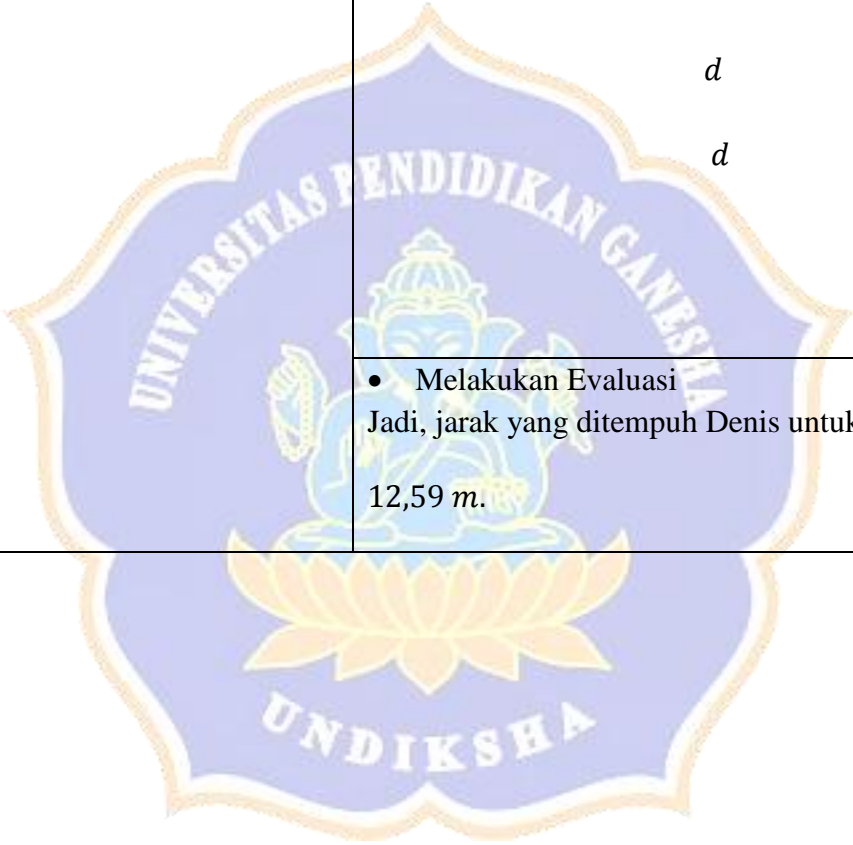 d
d
UNIVERSITAS PENDIDIKAN GANESHA
• Melakukan Evaluasi
Jadi, jarak yang ditempuh Denis untuk
12,59 m.
UNDIKSHA